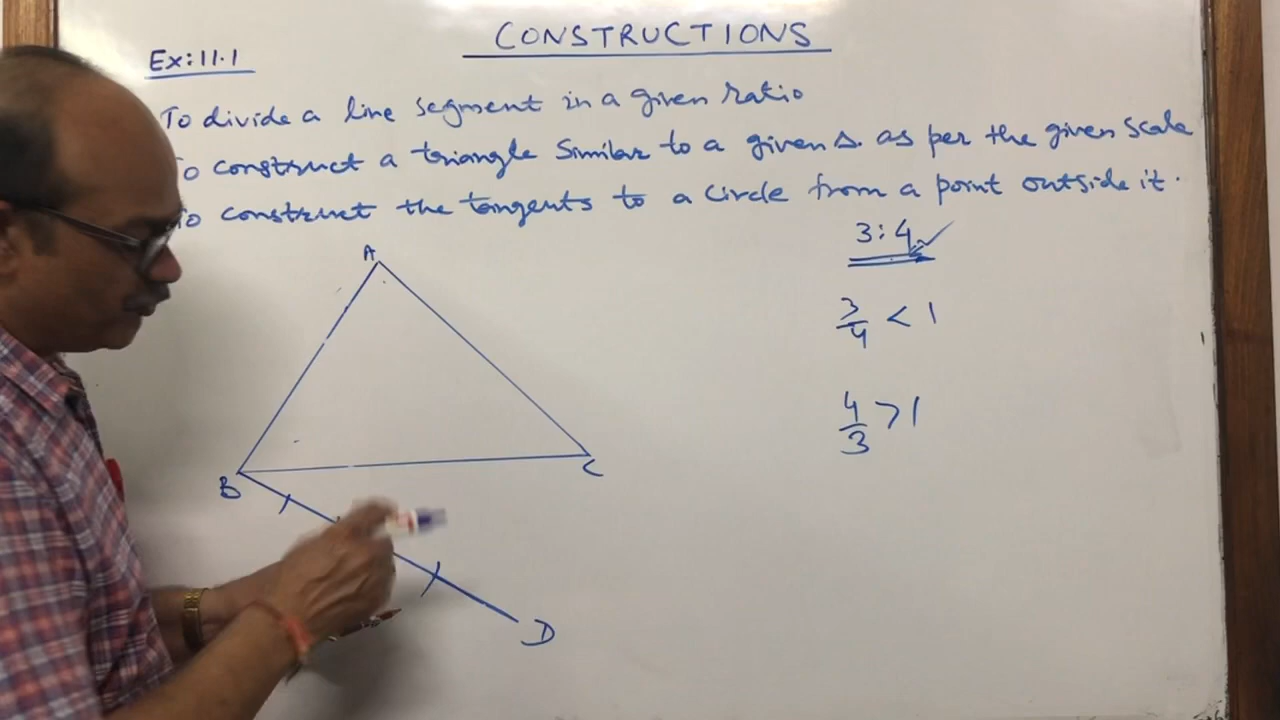 CONSTRUCTIONS
Ex: 11.1
To divide a line segment in a given ratio
To construct a triangle similar to a given Δ. as per the given scale
To construct the tangents to a circle from a point outside it.
3:4 ✓
3/4 < 1
4/3 > 1
A
B
C
D